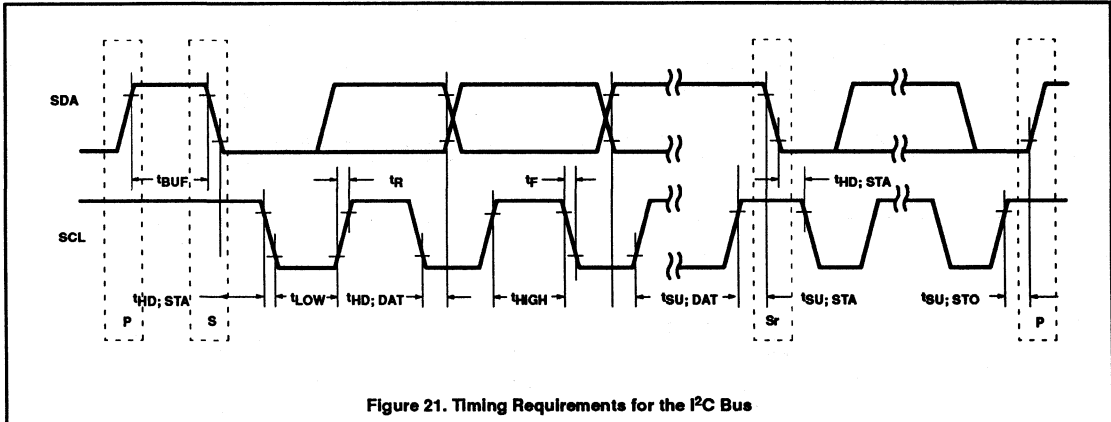 SDA
tBUF
tR
tF
tHD; STA
SCL
tHD; STA
tLOW
tHD; DAT
tHIGH
tSU; DAT
tSU; STA
tSU; STO
P
S
Sr
P
Figure 21. Timing Requirements for the I²C Bus